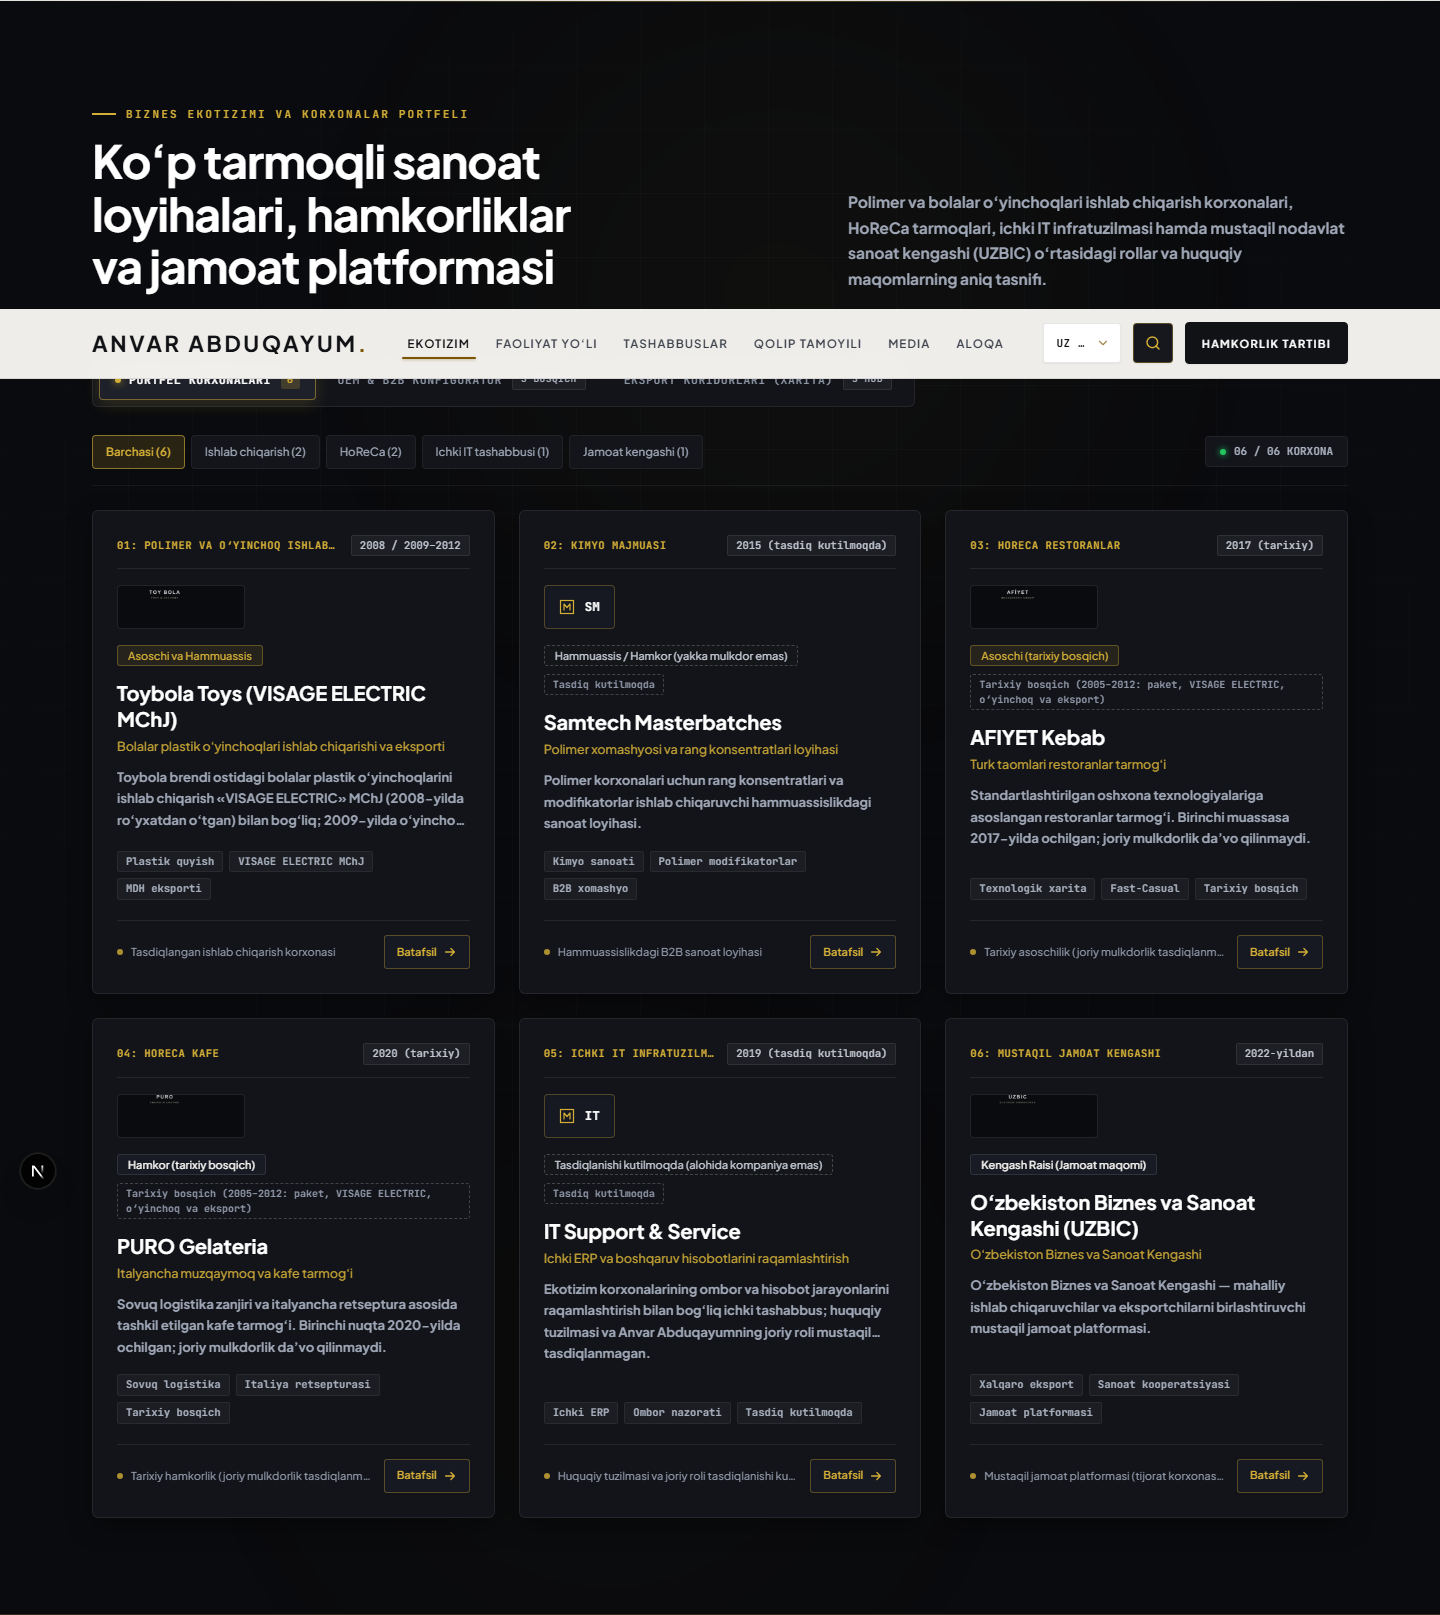 BIZNES EKOTIZIMI VA KORXONALAR PORTFELI
Ko‘p tarmoqli sanoat
loyihalari, hamkorliklar
va jamoat platformasi
Polimer va bolalar o‘yinchoqlari ishlab chiqarish korxonalari,
HoReCa tarmoqlari, ichki IT infratuzilmasi hamda mustaqil nodavlat
sanoat kengashi (UZBIC) o‘rtasidagi rollar va huquqiy
maqomlarning aniq tasnifi.
ANVAR ABDUQAYUM.
EKOTIZIM
FAOLIYAT YO‘LI
TASHABBUSLAR
QOLIP TAMOYILI
MEDIA
ALOQA
UZ …
HAMKORLIK TARTIBI
PORTFEL KORXONALARI 6
OEM & B2B KONFIGURATOR 3 bosqich
EKSPORT KORIDORLARI (XARITA) 5 hub
Barchasi (6)
Ishlab chiqarish (2)
HoReCa (2)
Ichki IT tashabbusi (1)
Jamoat kengashi (1)
06 / 06 KORXONA
01: POLIMER VA O‘YINCHOQ ISHLAB…
2008 / 2009–2012
TOY BOLA
Asoschi va Hammuassis
Toybola Toys (VISAGE ELECTRIC
MChJ)
Bolalar plastik o‘yinchoqlari ishlab chiqarishi va eksporti
Toybola brendi ostidagi bolalar plastik o‘yinchoqlarini
ishlab chiqarish «VISAGE ELECTRIC» MChJ (2008-yilda
ro‘yxatdan o‘tgan) bilan bog‘liq; 2009-yilda o‘yincho…
Plastik quyish
VISAGE ELECTRIC MChJ
MDH eksporti
Tasdiqlangan ishlab chiqarish korxonasi
Batafsil →
02: KIMYO MAJMUASI
2015 (tasdiq kutilmoqda)
M SM
Hammuassis / Hamkor (yakka mulkdor emas)
Tasdiq kutilmoqda
Samtech Masterbatches
Polimer xomashyosi va rang konsentratlari loyihasi
Polimer korxonalari uchun rang konsentratlari va
modifikatorlar ishlab chiqaruvchi hammuassislikdagi
sanoat loyihasi.
Kimyo sanoati
Polimer modifikatorlar
B2B xomashyo
Hammuassislikdagi B2B sanoat loyihasi
Batafsil →
03: HORECA RESTORANLAR
2017 (tarixiy)
AFIYET
Asoschi (tarixiy bosqich)
Tarixiy bosqich (2005–2012: paket, VISAGE ELECTRIC,
o‘yinchoq va eksport)
AFIYET Kebab
Turk taomlari restoranlar tarmog‘i
Standartlashtirilgan oshxona texnologiyalariga
asoslangan restoranlar tarmog‘i. Birinchi muassasa
2017-yilda ochilgan; joriy mulkdorlik da’vo qilinmaydi.
Texnologik xarita
Fast-Casual
Tarixiy bosqich
Tarixiy asoschilik (joriy mulkdorlik tasdiqlanm…
Batafsil →
04: HORECA KAFE
2020 (tarixiy)
PURO
Hamkor (tarixiy bosqich)
Tarixiy bosqich (2005–2012: paket, VISAGE ELECTRIC,
o‘yinchoq va eksport)
PURO Gelateria
Italyancha muzqaymoq va kafe tarmog‘i
Sovuq logistika zanjiri va italyancha retseptura asosida
tashkil etilgan kafe tarmog‘i. Birinchi nuqta 2020-yilda
ochilgan; joriy mulkdorlik da’vo qilinmaydi.
Sovuq logistika
Italiya retsepturasi
Tarixiy bosqich
Tarixiy hamkorlik (joriy mulkdorlik tasdiqlanm…
Batafsil →
05: ICHKI IT INFRATUZILM…
2019 (tasdiq kutilmoqda)
M IT
Tasdiqlanishi kutilmoqda (alohida kompaniya emas)
Tasdiq kutilmoqda
IT Support & Service
Ichki ERP va boshqaruv hisobotlarini raqamlashtirish
Ekotizim korxonalarining ombor va hisobot jarayonlarini
raqamlashtirish bilan bog‘liq ichki tashabbus; huquqiy
tuzilmasi va Anvar Abduqayumning joriy roli mustaqil…
tasdiqlanmagan.
Ichki ERP
Ombor nazorati
Tasdiq kutilmoqda
Huquqiy tuzilmasi va joriy roli tasdiqlanishi ku…
Batafsil →
06: MUSTAQIL JAMOAT KENGASHI
2022-yildan
UZBIC
Kengash Raisi (Jamoat maqomi)
O‘zbekiston Biznes va Sanoat
Kengashi (UZBIC)
O‘zbekiston Biznes va Sanoat Kengashi
O‘zbekiston Biznes va Sanoat Kengashi — mahalliy
ishlab chiqaruvchilar va eksportchilarni birlashtiruvchi
mustaqil jamoat platformasi.
Xalqaro eksport
Sanoat kooperatsiyasi
Jamoat platformasi
Mustaqil jamoat platformasi (tijorat korxonas…
Batafsil →
N